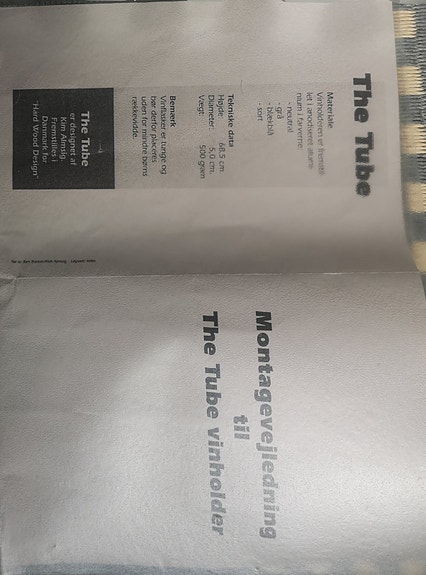 The Tube
Materiale
Vinholderen er fremstil-
let i anodiseret alumi-
nium i farverne:
- neutral
- grå
- blækblå
- sort
Tekniske data
Højde: 68,5 cm.
Diameter: 5,0 cm.
Vægt: 500 gram
Bemærk
Vinflasker er tunge og
bør derfor placeres
uden for mindre børns
rækkevidde.
The Tube
er designet af
Kim Almsig.
Fremstilles i
Danmark for
"Hard Wood Design"
Montagevejledning
til
The Tube vinholder